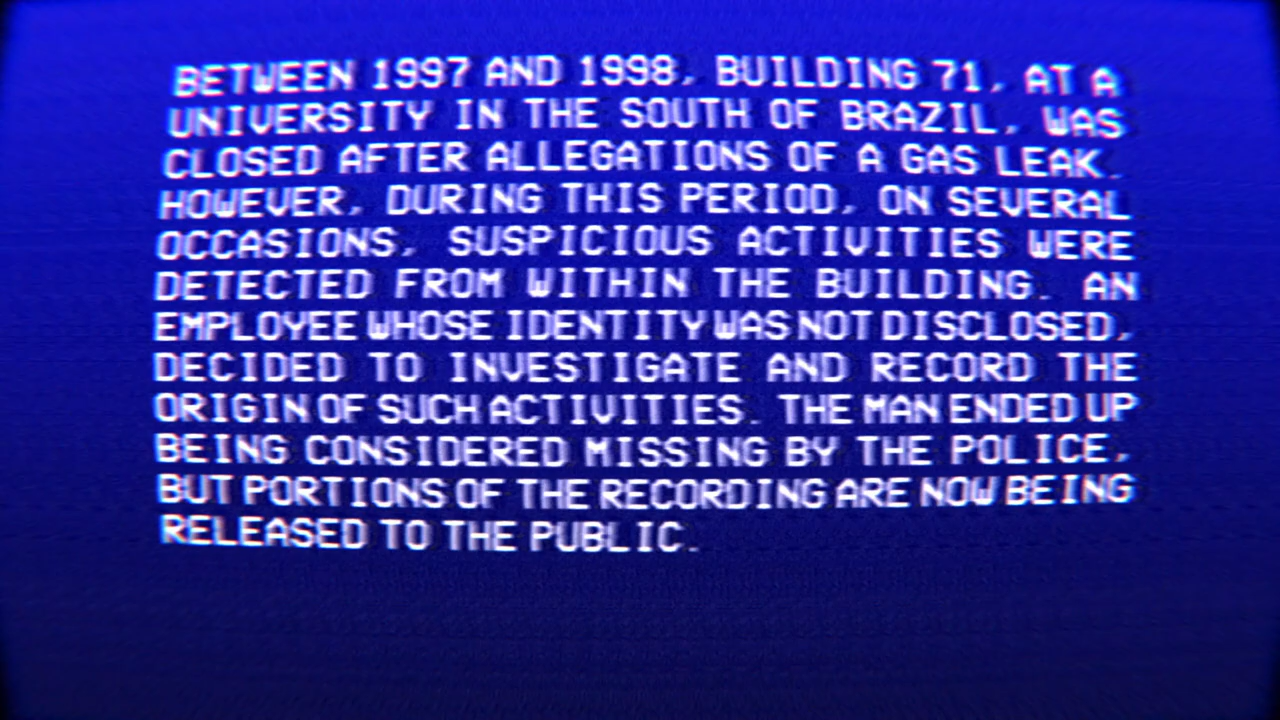 BETWEEN 1997 AND 1998, BUILDING 71, AT A
UNIVERSITY IN THE SOUTH OF BRAZIL, WAS
CLOSED AFTER ALLEGATIONS OF A GAS LEAK.
HOWEVER, DURING THIS PERIOD, ON SEVERAL
OCCASIONS, SUSPICIOUS ACTIVITIES WERE
DETECTED FROM WITHIN THE BUILDING. AN
EMPLOYEE WHOSE IDENTITY WAS NOT DISCLOSED,
DECIDED TO INVESTIGATE AND RECORD THE
ORIGIN OF SUCH ACTIVITIES. THE MAN ENDED UP
BEING CONSIDERED MISSING BY THE POLICE,
BUT PORTIONS OF THE RECORDING ARE NOW BEING
RELEASED TO THE PUBLIC.